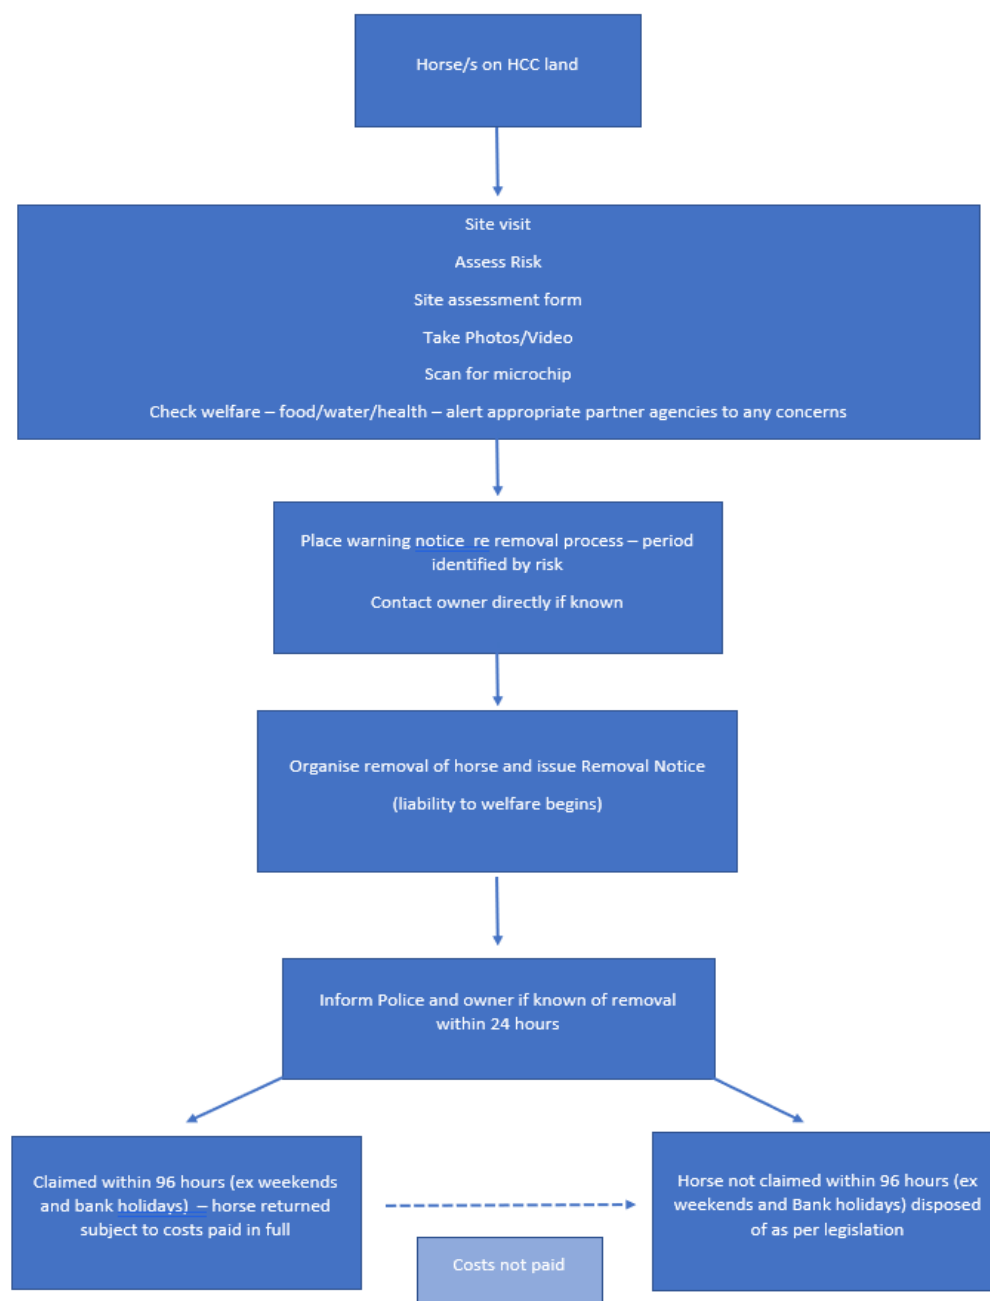 Horse/s on HCC land
Site visit
Assess Risk
Site assessment form
Take Photos/Video
Scan for microchip
Check welfare – food/water/health – alert appropriate partner agencies to any concerns
Place warning notice  re removal process – period
identified by risk
Contact owner directly if known
Organise removal of horse and issue Removal Notice
(liability to welfare begins)
Inform Police and owner if known of removal
within 24 hours
Claimed within 96 hours (ex weekends
and bank holidays)  – horse returned
subject to costs paid in full
Horse not claimed within 96 hours (ex
weekends and Bank holidays) disposed
of as per legislation
Costs not paid